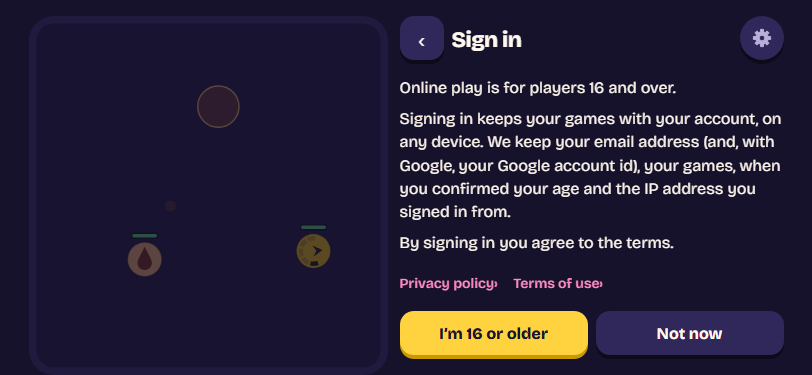 ‹ Sign in
Online play is for players 16 and over.
Signing in keeps your games with your account, on
any device. We keep your email address (and, with
Google, your Google account id), your games, when
you confirmed your age and the IP address you
signed in from.
By signing in you agree to the terms.
Privacy policy› Terms of use›
I'm 16 or older Not now